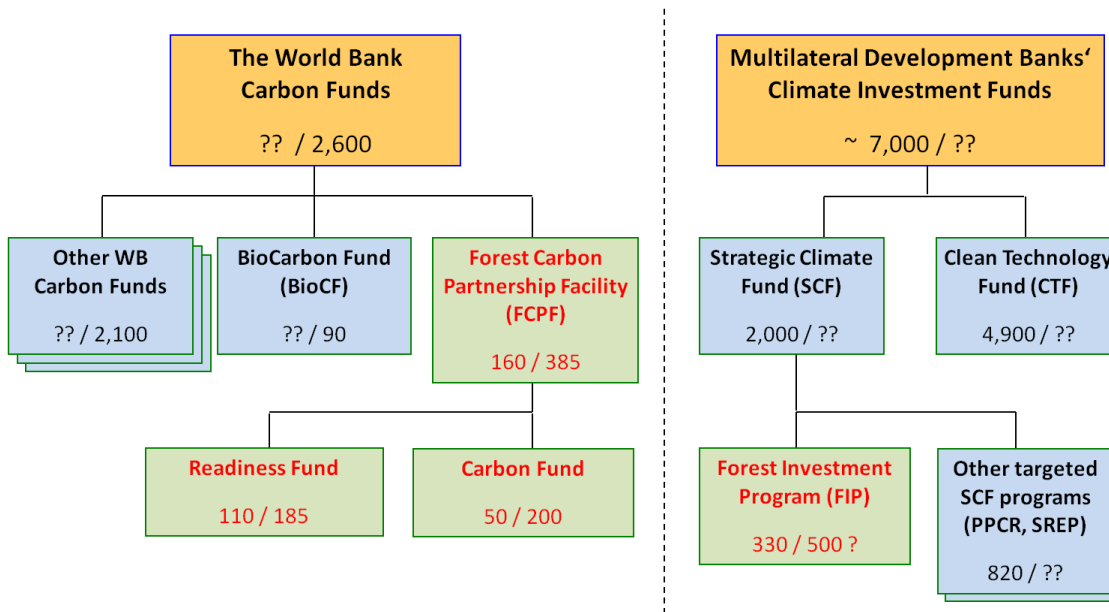 The World Bank
Carbon Funds
?? / 2,600
Multilateral Development Banks‘
Climate Investment Funds
~ 7,000 / ??
Other WB
Carbon Funds
?? / 2,100
BioCarbon Fund
(BioCF)
?? / 90
Forest Carbon
Partnership Facility
(FCPF)
160 / 385
Strategic Climate
Fund (SCF)
2,000 / ??
Clean Technology
Fund (CTF)
4,900 / ??
Readiness Fund
110 / 185
Carbon Fund
50 / 200
Forest Investment
Program (FIP)
330 / 500 ?
Other targeted
SCF programs
(PPCR, SREP)
820 / ??